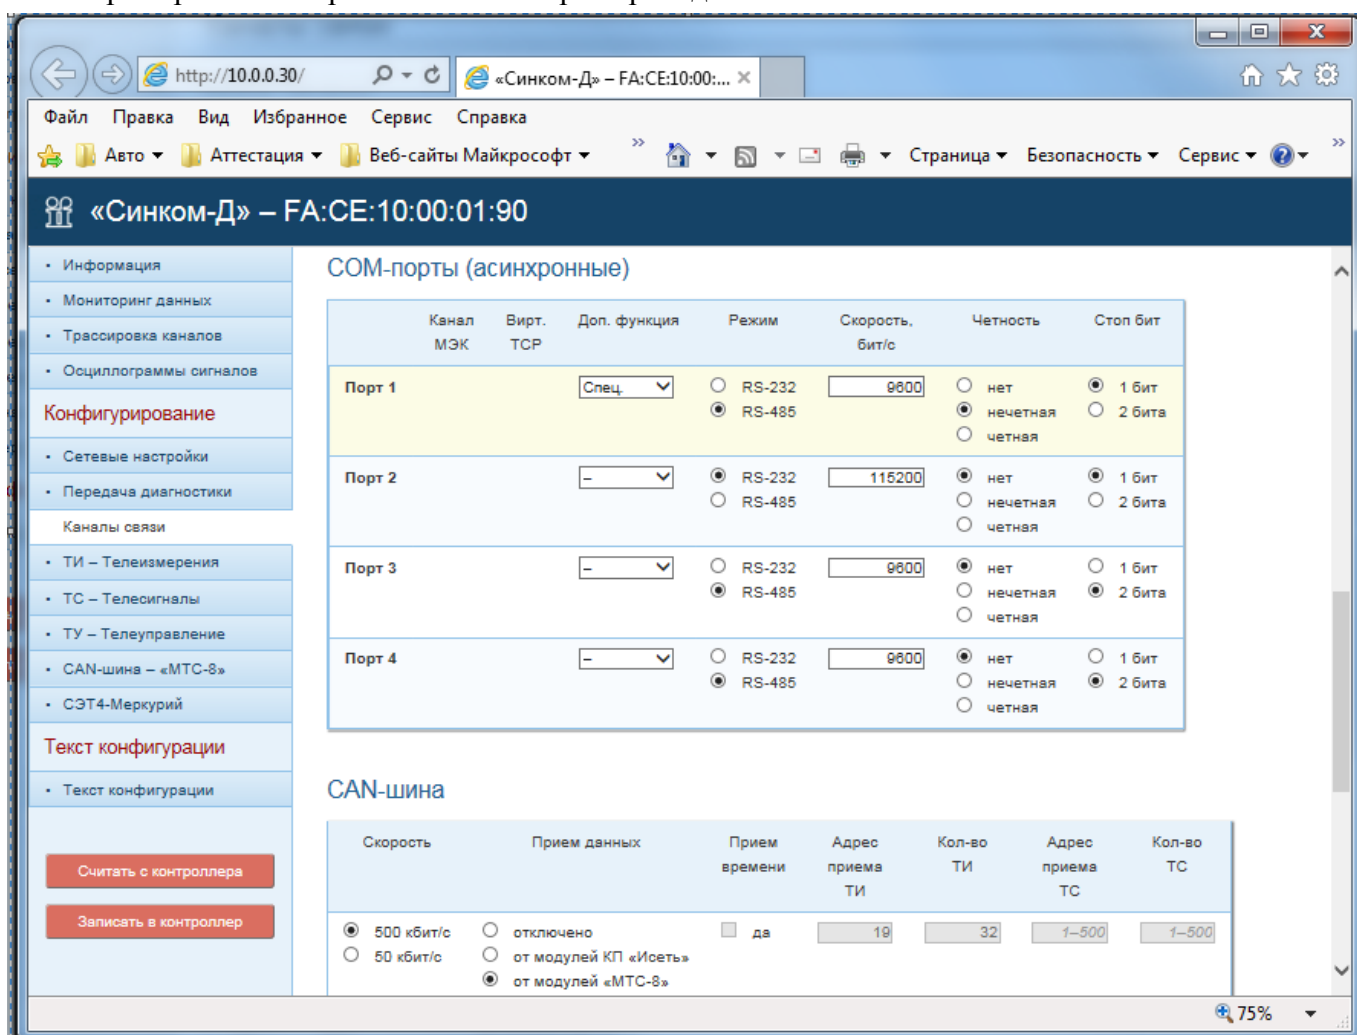 http://10.0.0.30/
«Синком-Д» – FA:CE:10:00:...
Файл Правка Вид Избранное Сервис Справка
Авто Аттестация Веб-сайты Майкрософт » Страница Безопасность Сервис »
«Синком-Д» – FA:CE:10:00:01:90
Информация
Мониторинг данных
Трассировка каналов
Осциллограммы сигналов
Конфигурирование
Сетевые настройки
Передача диагностики
Каналы связи
ТИ – Телеизмерения
ТС – Телесигналы
ТУ – Телеуправление
CAN-шина – «МТС-8»
СЭТ4-Меркурий
Текст конфигурации
Текст конфигурации
Считать с контроллера
Записать в контроллер
COM-порты (асинхронные)
Канал Вирт. Доп. функция Режим Скорость, Четность Стоп бит
МЭК TCP бит/с
Порт 1 Спец. RS-232 9600 нет 1 бит
RS-485 нечетная 2 бита
четная
Порт 2 – RS-232 115200 нет 1 бит
RS-485 нечетная 2 бита
четная
Порт 3 – RS-232 9600 нет 1 бит
RS-485 нечетная 2 бита
четная
Порт 4 – RS-232 9600 нет 1 бит
RS-485 нечетная 2 бита
четная
CAN-шина
Скорость Прием данных Прием Адрес Кол-во Адрес Кол-во
времени приема ТИ приема ТС
ТИ ТС
500 кбит/с отключено да 19 32 1–500 1–500
50 кбит/с от модулей КП «Исеть»
от модулей «МТС-8»
75%